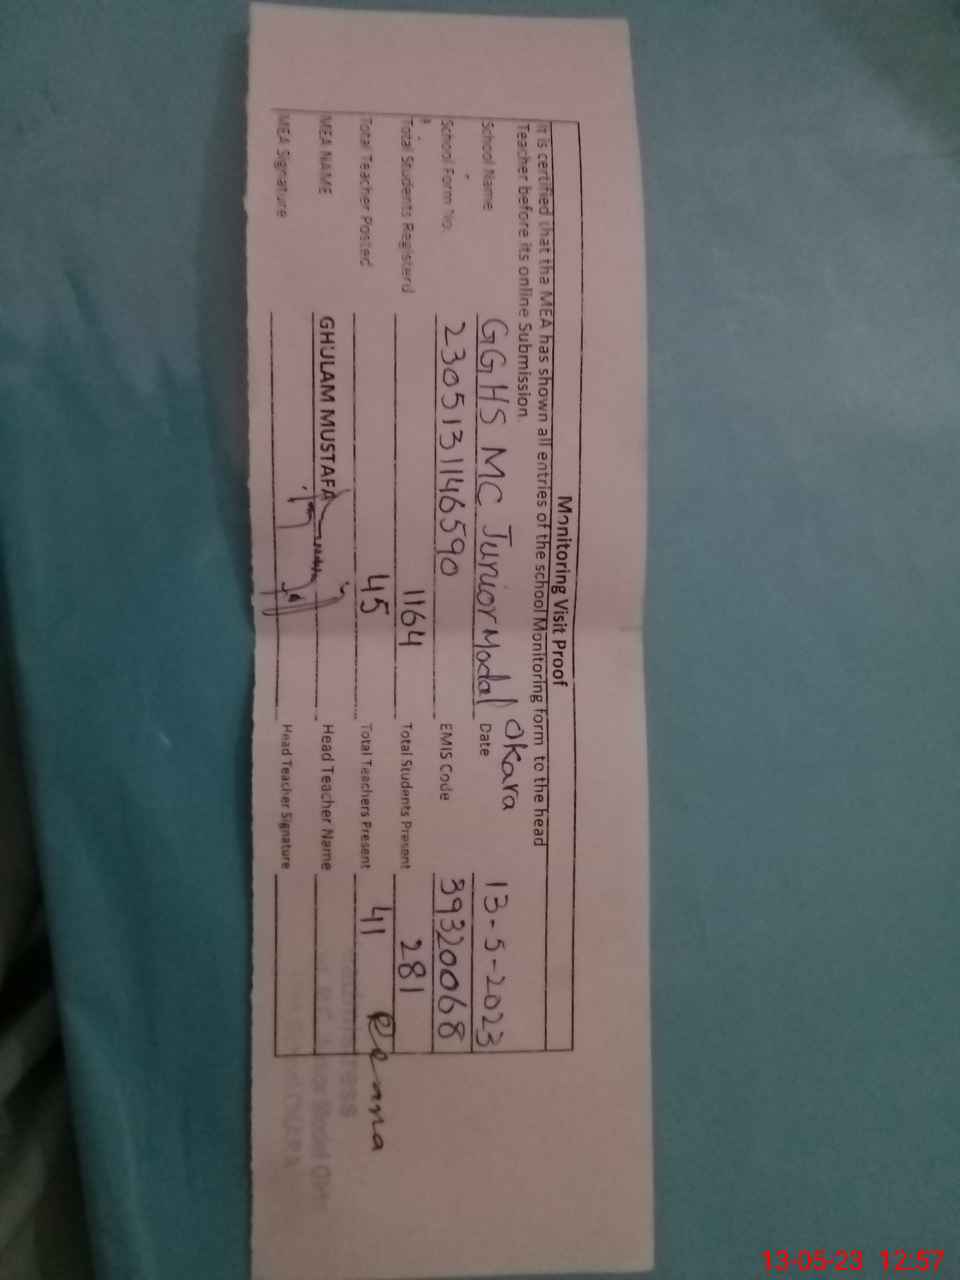 Monitoring Visit Proof
It is certified that tha MEA has shown all entries of the school Monitoring form to the head
Teacher before its online Submission.
School Name GGHS MC Junior Modal Okara Date 13-5-2023
School Form No. 2305131146590 EMIS Code 39320068
Total Students Registerd 1164 Total Students Present 281
Total Teacher Posted 45 Total Teachers Present 41
MEA NAME GHULAM MUSTAFA Head Teacher Name
MEA Signature Head Teacher Signature
13-05-23 12:57